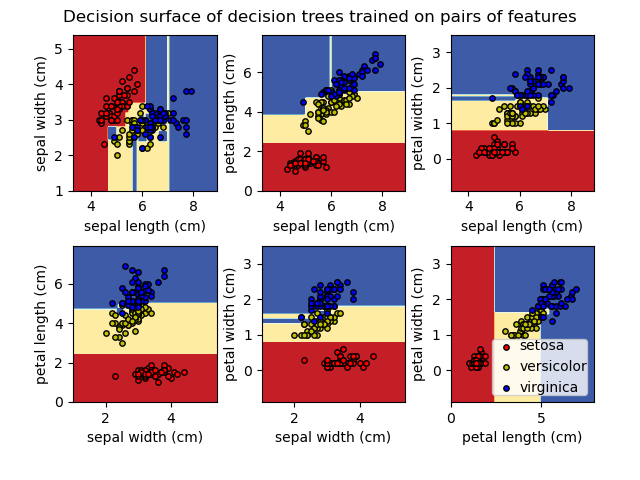 Decision surface of decision trees trained on pairs of features
sepal width (cm)
5
4
3
2
1
4 6 8
sepal length (cm)
petal length (cm)
6
4
2
0
4 6 8
sepal length (cm)
petal width (cm)
3
2
1
0
4 6 8
sepal length (cm)
petal length (cm)
6
4
2
0
2 4
sepal width (cm)
petal width (cm)
3
2
1
0
2 4
sepal width (cm)
petal width (cm)
3
2
1
0
0 5
petal length (cm)
setosa
versicolor
virginica